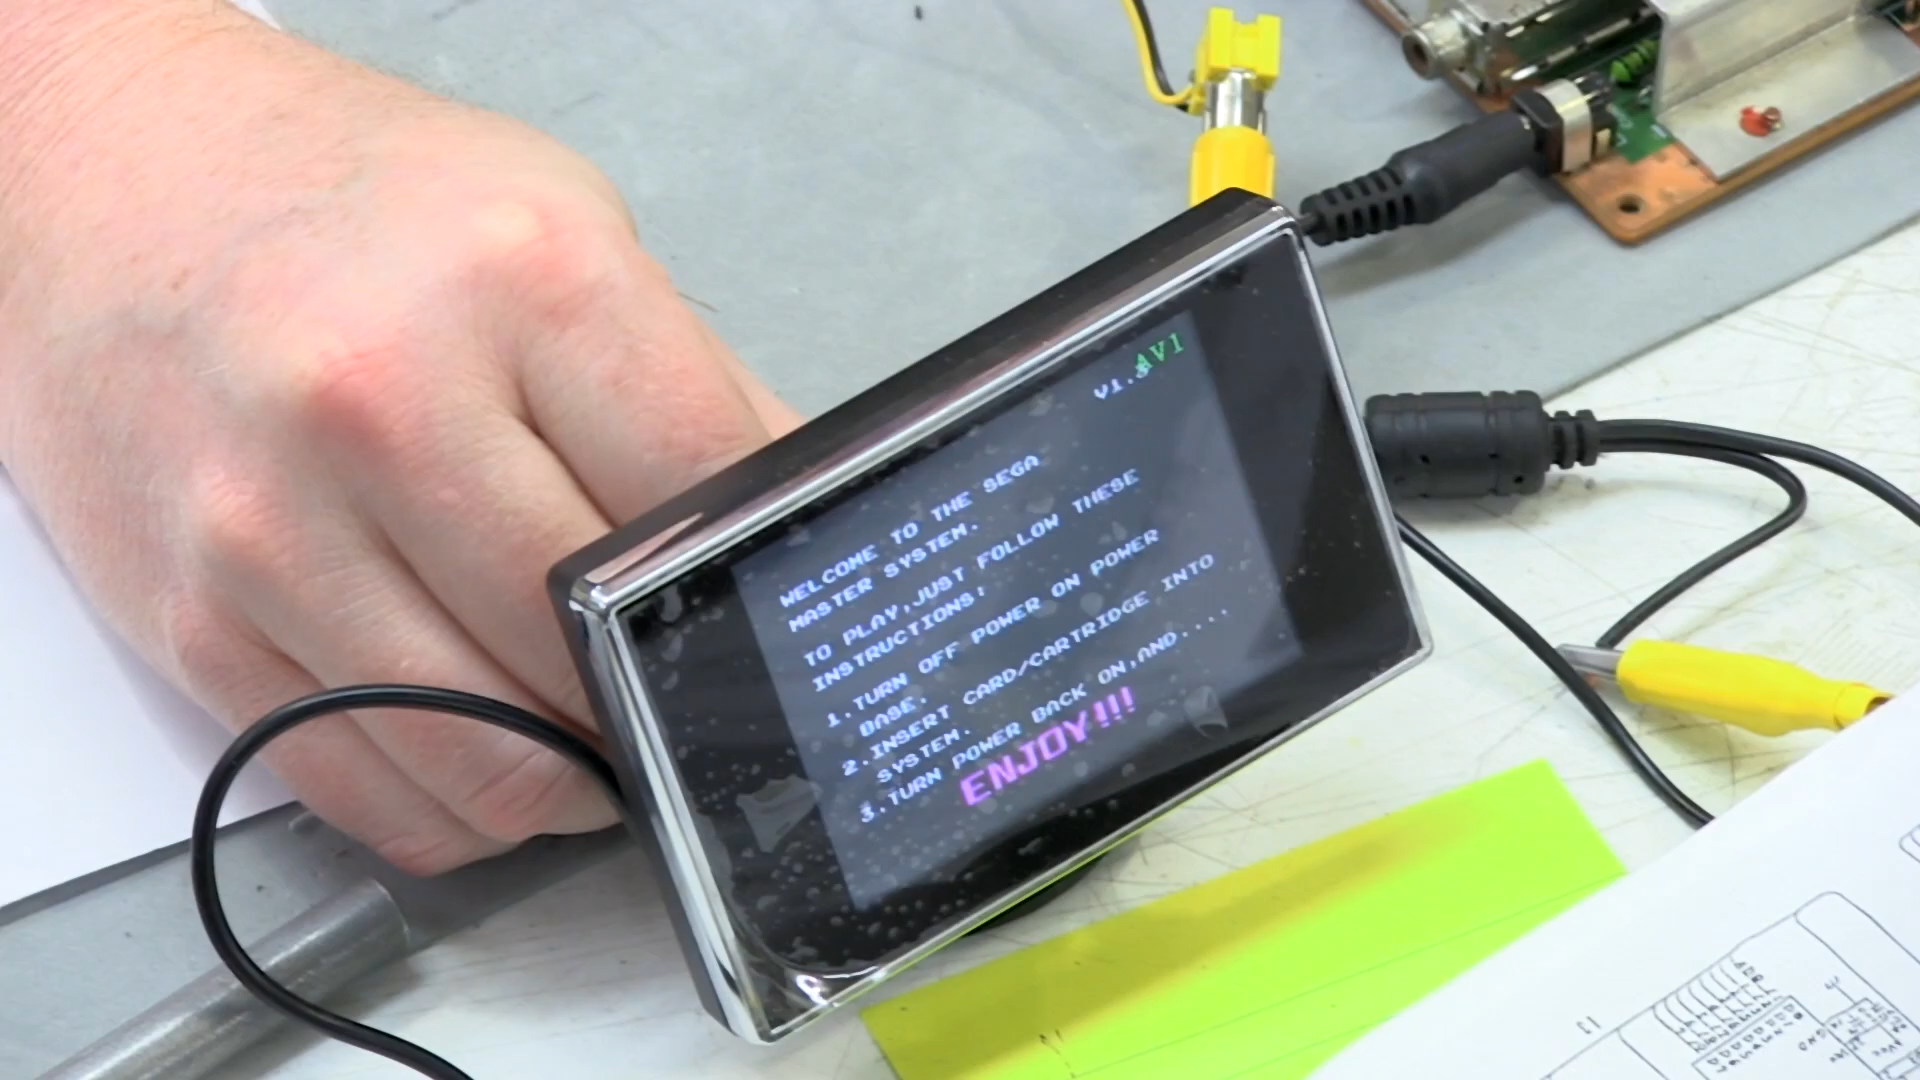 AV1
V1.3
WELCOME TO THE SEGA
MASTER SYSTEM.
TO PLAY,JUST FOLLOW THESE
INSTRUCTIONS:
1.TURN OFF POWER ON POWER
BASE.
2.INSERT CARD/CARTRIDGE INTO
SYSTEM.
3.TURN POWER BACK ON,AND....
ENJOY!!!